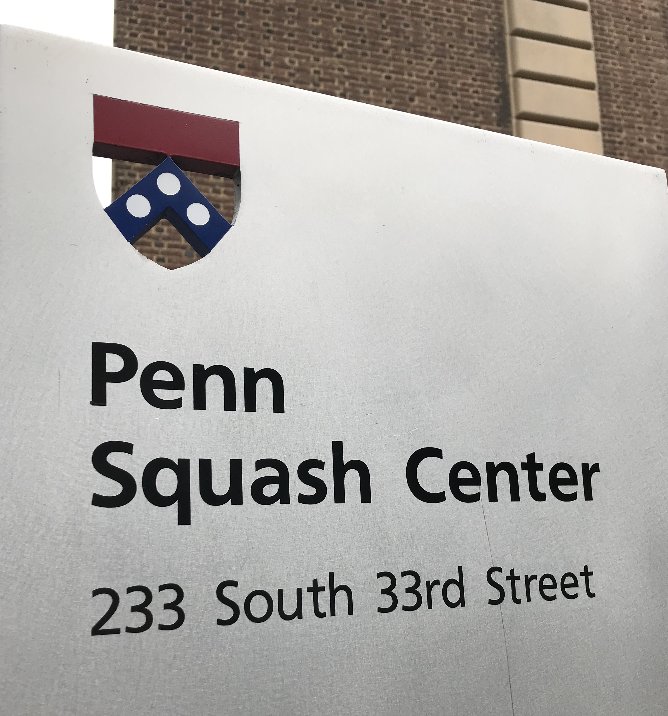 Penn
Squash Center
233 South 33rd Street